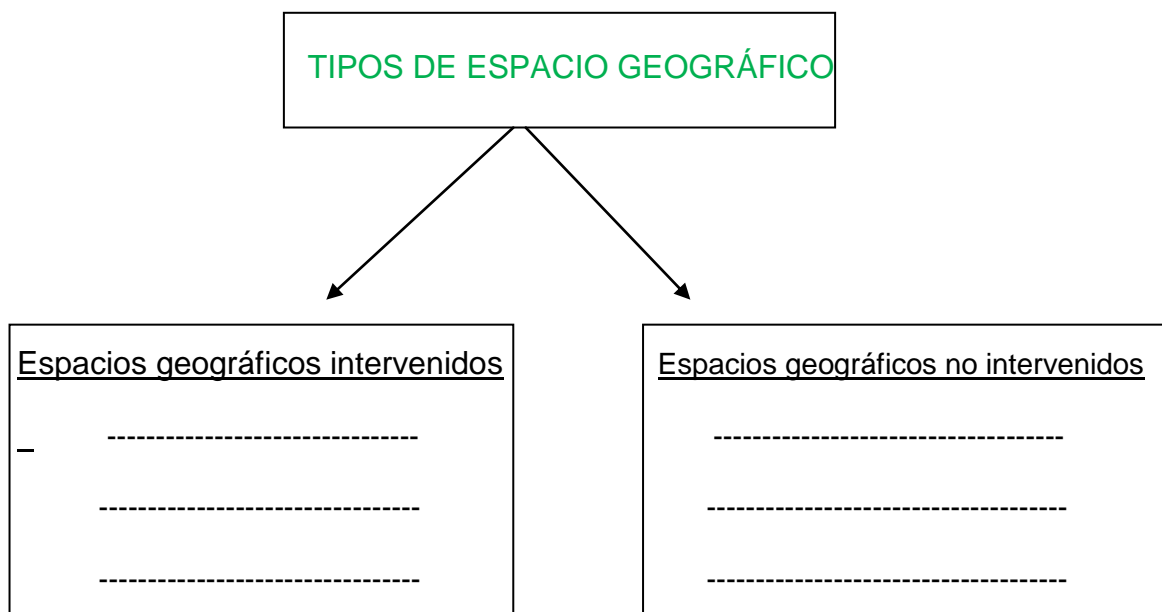 TIPOS DE ESPACIO GEOGRÁFICO
Espacios geográficos intervenidos
--------------------------------
---------------------------------
---------------------------------
Espacios geográficos no intervenidos
------------------------------------
-------------------------------------
-------------------------------------